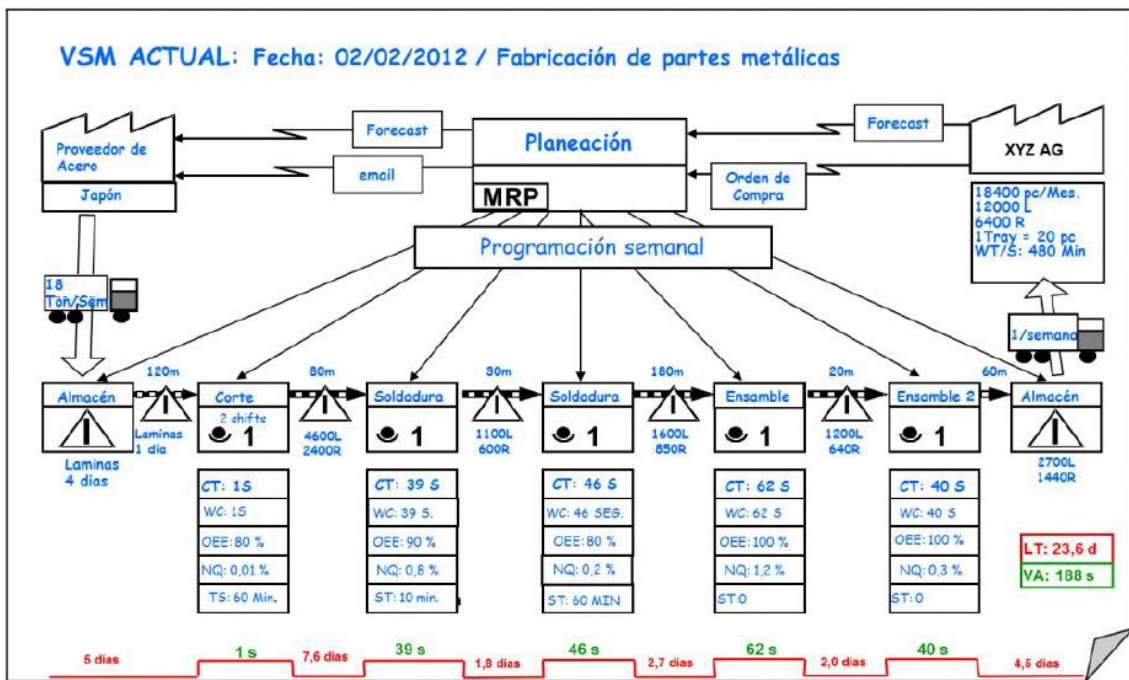 VSM ACTUAL: Fecha: 02/02/2012 / Fabricación de partes metálicas
Proveedor de
Acero
Japón
Forecast
email
Planeación
MRP
Forecast
Orden de
Compra
XYZ AG
18400 pc/Mes.
12000 L
6400 R
1Tray = 20 pc
WT/S: 480 Min
Programación semanal
18
Ton/Sem
1/semana
120m
80m
30m
180m
20m
60m
Almacén
Corte
Soldadura
Soldadura
Ensamble
Ensamble 2
Almacén
2 shifts
1
1
1
1
1
Laminas
4 dias
Laminas
1 dia
4600L
2400R
1100L
600R
1600L
850R
1200L
640R
2700L
1440R
CT: 1S
WC: 1S
OEE: 80 %
NQ: 0,01 %
TS: 60 Min.
CT: 39 S
WC: 39 S.
OEE: 90 %
NQ: 0,8 %
ST: 10 min.
CT: 46 S
WC: 46 SEG.
OEE: 80 %
NQ: 0,2 %
ST: 60 MIN
CT: 62 S
WC: 62 S
OEE: 100 %
NQ: 1,2 %
ST:0
CT: 40 S
WC: 40 S
OEE: 100 %
NQ: 0,3 %
ST: 0
LT: 23,6 d
VA: 188 s
5 días
1 s
7,6 días
39 s
1,8 días
46 s
2,7 días
62 s
2,0 días
40 s
4,5 días